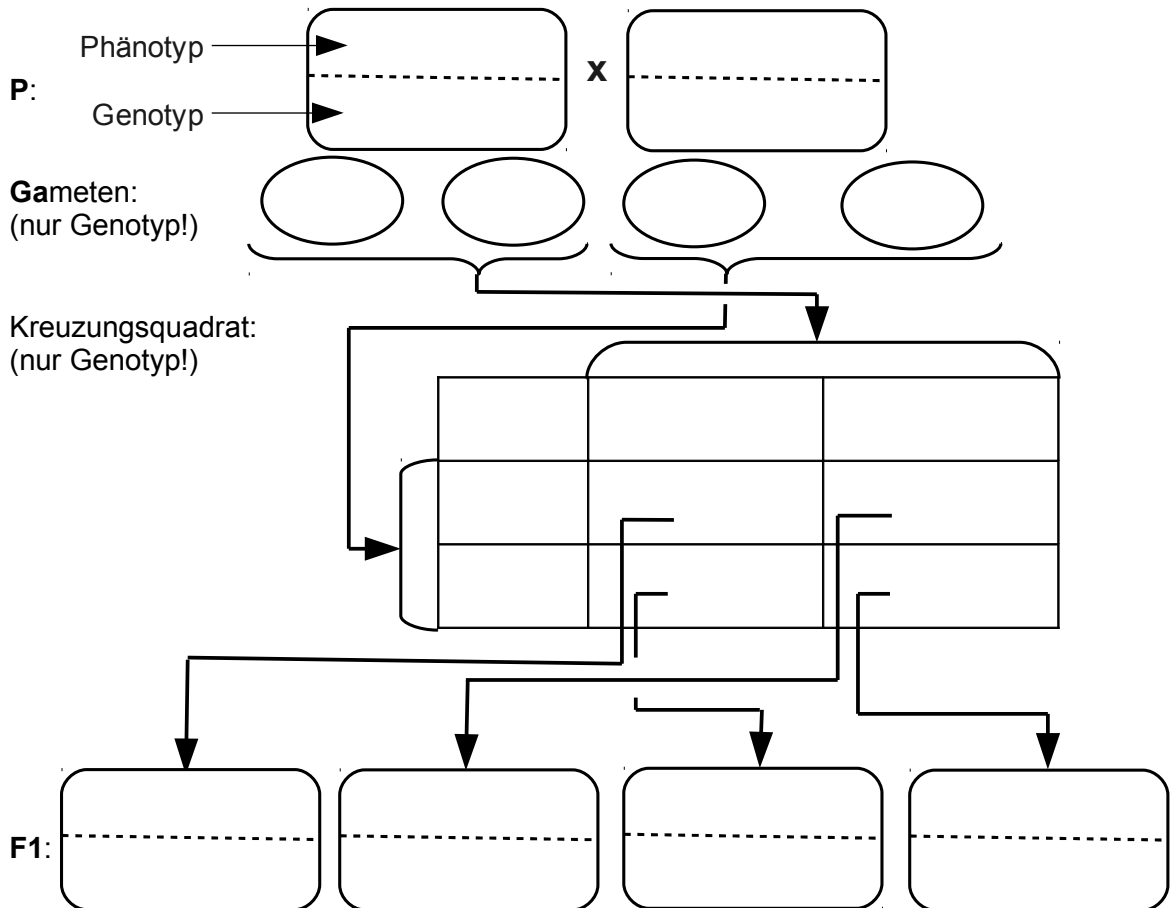 Phänotyp
x
P:
Genotyp
Gameten:
(nur Genotyp!)
Kreuzungsquadrat:
(nur Genotyp!)
F1: